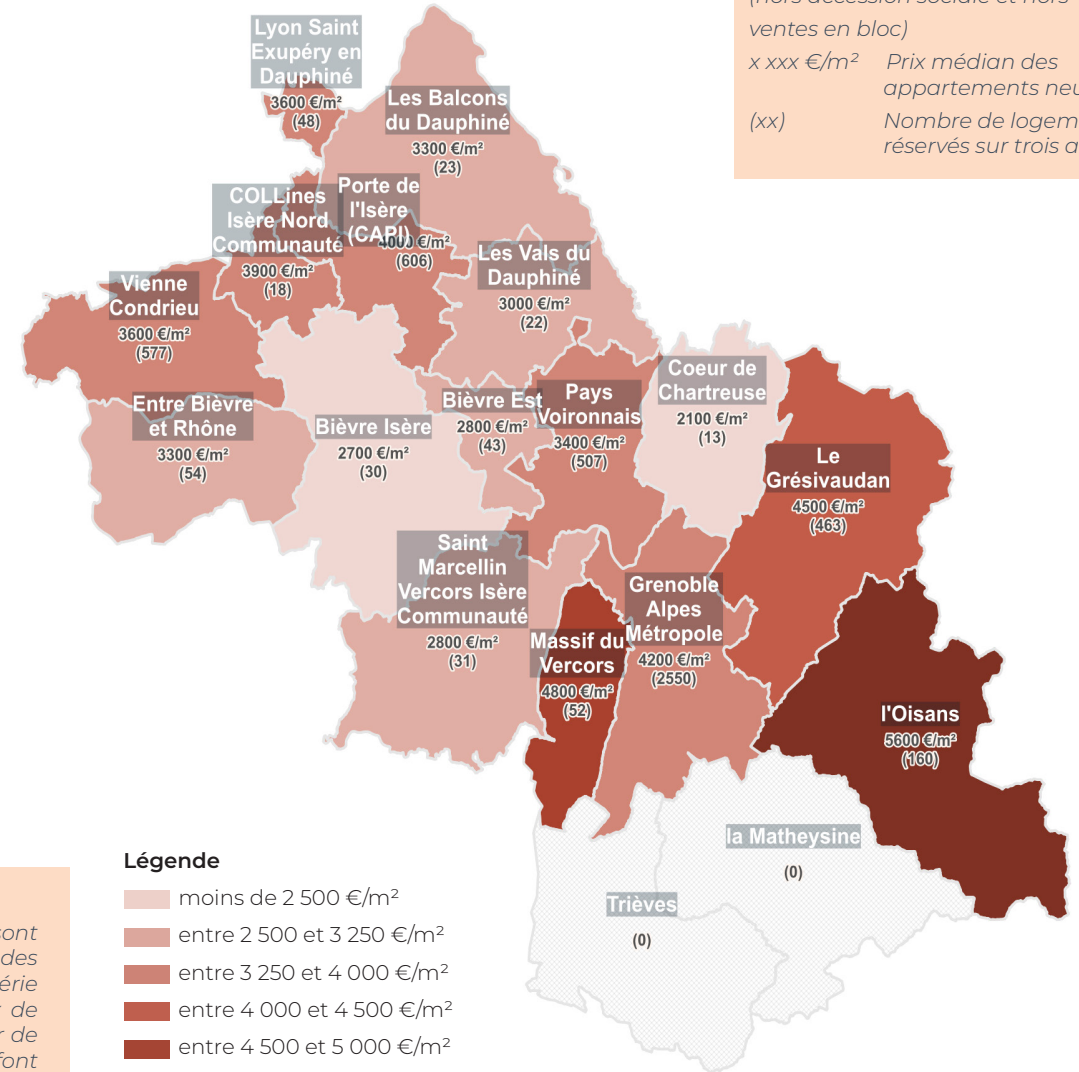 (hors accession sociale et hors
ventes en bloc)
x xxx €/m² Prix médian des
appartements
(xx) Nombre de
réservés sur trois
Lyon Saint
Exupéry en
Dauphiné
3600 €/m²
(48)
Les Balcons
du Dauphiné
3300 €/m²
(23)
COLLines
Isère Nord
Communauté
3900 €/m²
(18)
Porte de
l'Isère
(CAPI)
4000 €/m²
(606)
Les Vals du
Dauphiné
3000 €/m²
(22)
Vienne
Condrieu
3600 €/m²
(577)
Entre Bièvre
et Rhône
3300 €/m²
(54)
Bièvre Isère
2700 €/m²
(30)
Bièvre Est
2800 €/m²
(43)
Pays
Voironnais
3400 €/m²
(507)
Coeur de
Chartreuse
2100 €/m²
(13)
Le
Grésivaudan
4500 €/m²
(463)
Saint
Marcellin
Vercors Isère
Communauté
2800 €/m²
(31)
Massif du
Vercors
4800 €/m²
(52)
Grenoble
Alpes
Métropole
4200 €/m²
(2550)
l'Oisans
5600 €/m²
(160)
la Matheysine
(0)
Trièves
(0)
Légende
moins de 2 500 €/m²
entre 2 500 et 3 250 €/m²
entre 3 250 et 4 000 €/m²
entre 4 000 et 4 500 €/m²
entre 4 500 et 5 000 €/m²
sont
des
de
de
font